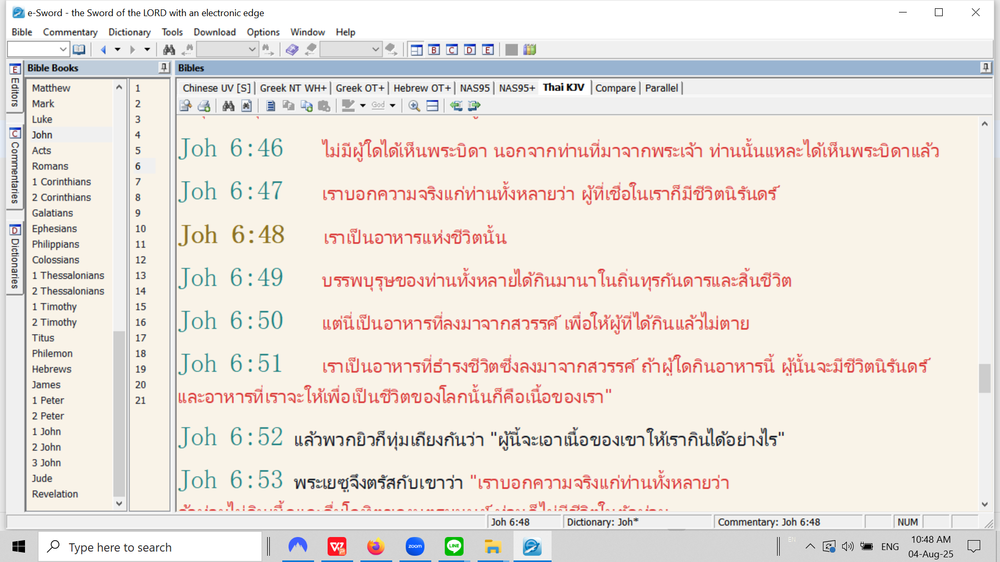 e-Sword - the Sword of the LORD with an electronic edge
Bible Commentary Dictionary Tools Download Options Window Help
B C D E
E Editors
C Commentaries
D Dictionaries
Bible Books
Matthew
Mark
Luke
John
Acts
Romans
1 Corinthians
2 Corinthians
Galatians
Ephesians
Philippians
Colossians
1 Thessalonians
2 Thessalonians
1 Timothy
2 Timothy
Titus
Philemon
Hebrews
James
1 Peter
2 Peter
1 John
2 John
3 John
Jude
Revelation
1
2
3
4
5
6
7
8
9
10
11
12
13
14
15
16
17
18
19
20
21
Bibles
Chinese UV [S] Greek NT WH+ Greek OT+ Hebrew OT+ NAS95 NAS95+ Thai KJV Compare Parallel
God
Joh 6:46 ไม่มีผู้ใดได้เห็นพระบิดา นอกจากท่านที่มาจากพระเจ้า ท่านนั้นแหละได้เห็นพระบิดาแล้ว
Joh 6:47 เราบอกความจริงแก่ท่านทั้งหลายว่า ผู้ที่เชื่อในเราก็มีชีวิตนิรันดร์
Joh 6:48 เราเป็นอาหารแห่งชีวิตนั้น
Joh 6:49 บรรพบุรุษของท่านทั้งหลายได้กินมานาในถิ่นทุรกันดารและสิ้นชีวิต
Joh 6:50 แต่นี่เป็นอาหารที่ลงมาจากสวรรค์ เพื่อให้ผู้ที่ได้กินแล้วไม่ตาย
Joh 6:51 เราเป็นอาหารที่ธำรงชีวิตซึ่งลงมาจากสวรรค์ ถ้าผู้ใดกินอาหารนี้ ผู้นั้นจะมีชีวิตนิรันดร์
และอาหารที่เราจะให้เพื่อเป็นชีวิตของโลกนั้นก็คือเนื้อของเรา"
Joh 6:52 แล้วพวกยิวก็ทุ่มเถียงกันว่า "ผู้นี้จะเอาเนื้อของเขาให้เรากินได้อย่างไร"
Joh 6:53 พระเยซูจึงตรัสกับเขาว่า "เราบอกความจริงแก่ท่านทั้งหลายว่า
Joh 6:48 Dictionary: Joh* Commentary: Joh 6:48 NUM
Type here to search
zoom
LINE
EN
ENG
10:48 AM
04-Aug-25